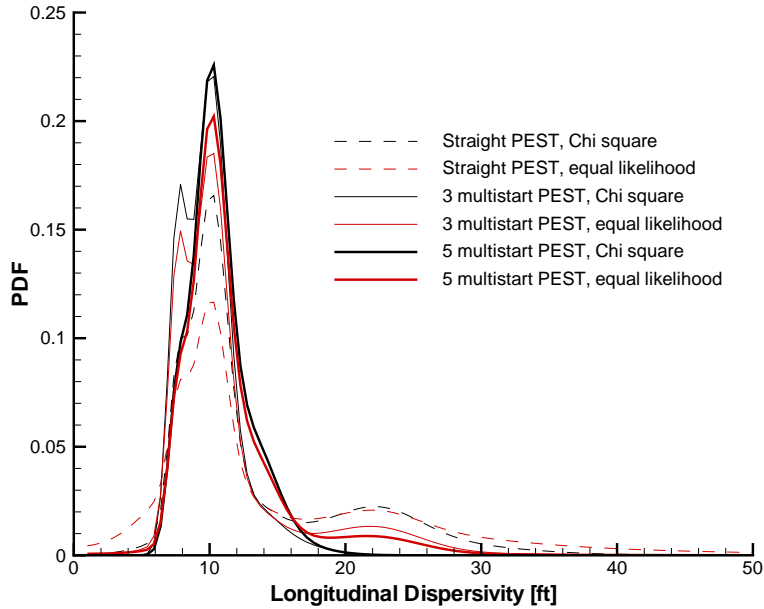 0.25
0.2
0.15
0.1
0.05
0
PDF
Straight PEST, Chi square
Straight PEST, equal likelihood
3 multistart PEST, Chi square
3 multistart PEST, equal likelihood
5 multistart PEST, Chi square
5 multistart PEST, equal likelihood
0 10 20 30 40 50
Longitudinal Dispersivity [ft]